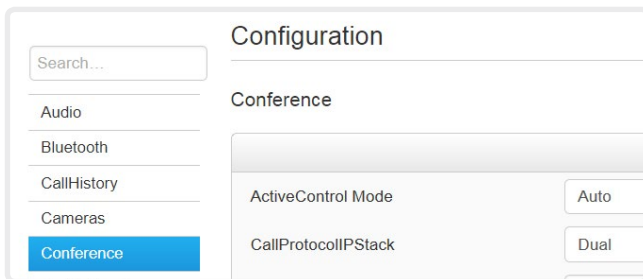 Configuration
Search...
Audio
Bluetooth
CallHistory
Cameras
Conference
Conference
ActiveControl Mode
Auto
CallProtocolIPStack
Dual